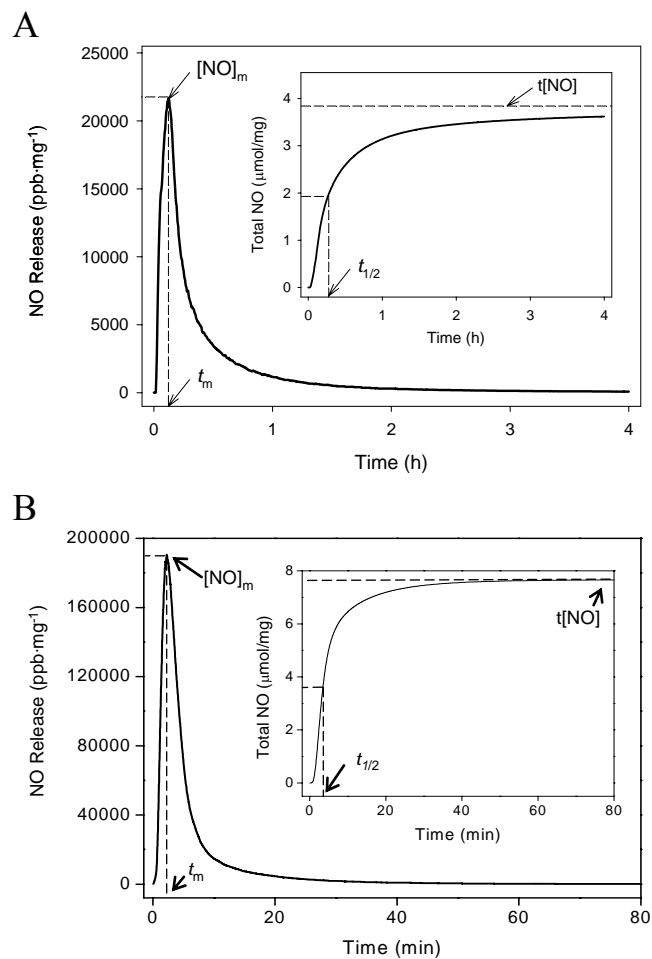 A
25000
20000
15000
10000
5000
0
NO Release (ppb·mg⁻¹)
[NO]ₘ
tₘ
0 1 2 3 4
Time (h)
4
3
2
1
0
Total NO (μmol/mg)
t[NO]
t₁/₂
0 1 2 3 4
Time (h)
B
200000
160000
120000
80000
40000
0
NO Release (ppb·mg⁻¹)
[NO]ₘ
tₘ
0 20 40 60 80
Time (min)
8
6
4
2
0
Total NO (μmol/mg)
t[NO]
t₁/₂
0 20 40 60 80
Time (min)